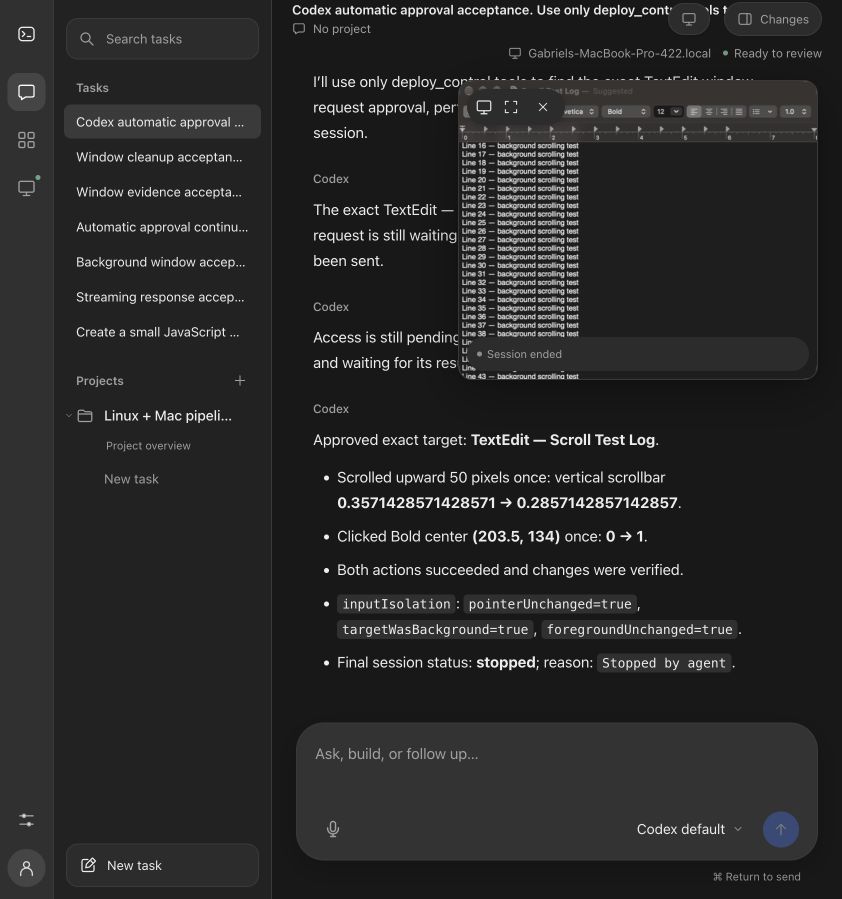 Codex automatic approval acceptance. Use only deploy_cont
No project
Changes
Gabriels-MacBook-Pro-422.local
Ready to review
Search tasks
Tasks
Codex automatic approval ...
Window cleanup acceptan...
Window evidence accepta...
Automatic approval continu...
Background window accep...
Streaming response accep...
Create a small JavaScript ...
Projects
Linux + Mac pipeli...
Project overview
New task
New task
I'll use only deploy_control tools to find the exact TextEdit window,
request approval, per
session.
Codex
The exact TextEdit —
request is still waiting
been sent.
Codex
Access is still pending
and waiting for its res
t Log — Suggested
Bold
12
1.0
0 1 2 3 4 5 6 7
Line 16 — background scrolling test
Line 17 — background scrolling test
Line 18 — background scrolling test
Line 19 — background scrolling test
Line 20 — background scrolling test
Line 21 — background scrolling test
Line 22 — background scrolling test
Line 23 — background scrolling test
Line 24 — background scrolling test
Line 25 — background scrolling test
Line 26 — background scrolling test
Line 27 — background scrolling test
Line 28 — background scrolling test
Line 29 — background scrolling test
Line 30 — background scrolling test
Line 31 — background scrolling test
Line 32 — background scrolling test
Line 33 — background scrolling test
Line 34 — background scrolling test
Line 35 — background scrolling test
Line 36 — background scrolling test
Line 37 — background scrolling test
Line 38 — background scrolling test
Session ended
Line 43 — background scrolling test
Codex
Approved exact target: TextEdit — Scroll Test Log.
• Scrolled upward 50 pixels once: vertical scrollbar
0.3571428571428571 → 0.2857142857142857.
• Clicked Bold center (203.5, 134) once: 0 → 1.
• Both actions succeeded and changes were verified.
• inputIsolation: pointerUnchanged=true,
targetWasBackground=true, foregroundUnchanged=true.
• Final session status: stopped; reason: Stopped by agent.
Ask, build, or follow up...
Codex default
⌘ Return to send